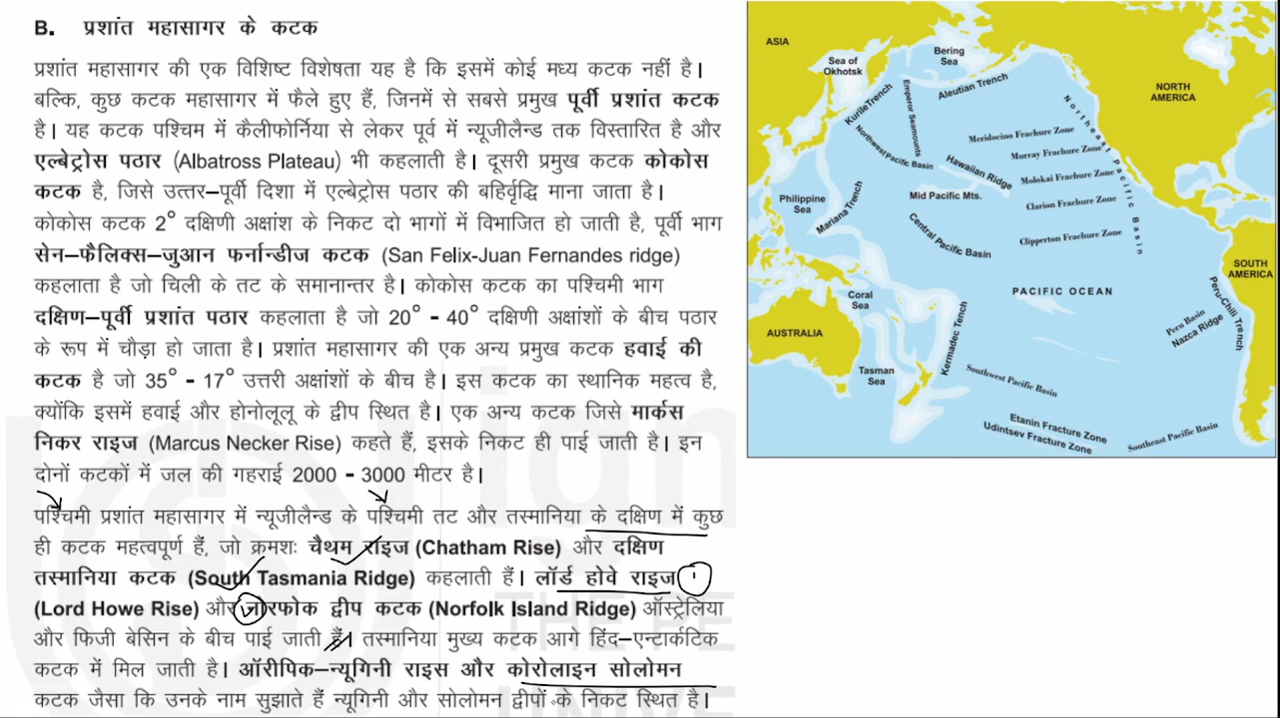 B. प्रशांत महासागर के कटक
प्रशांत महासागर की एक विशिष्ट विशेषता यह है कि इसमें कोई मध्य कटक नहीं है।
बल्कि, कुछ कटक महासागर में फैले हुए हैं, जिनमें से सबसे प्रमुख पूर्वी प्रशांत कटक
है। यह कटक पश्चिम में कैलीफोर्निया से लेकर पूर्व में न्यूजीलैन्ड तक विस्तारित है और
एल्बेट्रोस पठार (Albatross Plateau) भी कहलाती है। दूसरी प्रमुख कटक कोकोस
कटक है, जिसे उत्तर–पूर्वी दिशा में एल्बेट्रोस पठार की बहिर्वृद्धि माना जाता है।
कोकोस कटक 2° दक्षिणी अक्षांश के निकट दो भागों में विभाजित हो जाती है, पूर्वी भाग
सेन–फैलिक्स–जुआन फर्नान्डीज कटक (San Felix-Juan Fernandes ridge)
कहलाता है जो चिली के तट के समानान्तर है। कोकोस कटक का पश्चिमी भाग
दक्षिण–पूर्वी प्रशांत पठार कहलाता है जो 20° - 40° दक्षिणी अक्षांशों के बीच पठार
के रूप में चौड़ा हो जाता है। प्रशांत महासागर की एक अन्य प्रमुख कटक हवाई की
कटक है जो 35° - 17° उत्तरी अक्षांशों के बीच है। इस कटक का स्थानिक महत्व है,
क्योंकि इसमें हवाई और होनोलूलू के द्वीप स्थित है। एक अन्य कटक जिसे मार्कस
निकर राइज (Marcus Necker Rise) कहते हैं, इसके निकट ही पाई जाती है। इन
दोनों कटकों में जल की गहराई 2000 - 3000 मीटर है।
पश्चिमी प्रशांत महासागर में न्यूजीलैन्ड के पश्चिमी तट और तस्मानिया के दक्षिण में कुछ
ही कटक महत्वपूर्ण हैं, जो क्रमशः चैथम राइज (Chatham Rise) और दक्षिण
तस्मानिया कटक (South Tasmania Ridge) कहलाती हैं। लॉर्ड होवे राइज
(Lord Howe Rise) और नोरफोक द्वीप कटक (Norfolk Island Ridge) ऑस्ट्रेलिया
और फिजी बेसिन के बीच पाई जाती हैं। तस्मानिया मुख्य कटक आगे हिंद–एन्टार्कटिक
कटक में मिल जाती है। ऑरीपिक–न्यूगिनी राइस और कोरोलाइन सोलोमन
कटक जैसा कि उनके नाम सुझाते हैं न्यूगिनी और सोलोमन द्वीपों के निकट स्थित है।
ASIA
Sea of
Okhotsk
Bering
Sea
NORTH
AMERICA
Kurile Trench
Emperor Seamounts
Aleutian Trench
Northwest Pacific Basin
Northeast Pacific Basin
Meridocino Frachure Zone
Murray Frachure Zone
Molokai Frachure Zone
Hawaiian Ridge
Mid Pacific Mts.
Clarion Frachure Zone
Clipperton Frachure Zone
Philippine
Sea
Mariana Trench
Central Pacific Basin
SOUTH
AMERICA
PACIFIC OCEAN
Coral
Sea
AUSTRALIA
Kermadec Tench
Tasman
Sea
Peru-Chili Trench
Peru Basin
Nazca Ridge
Southwest Pacific Basin
Etanin Fracture Zone
Udintsev Fracture Zone
Southeast Pacific Basin